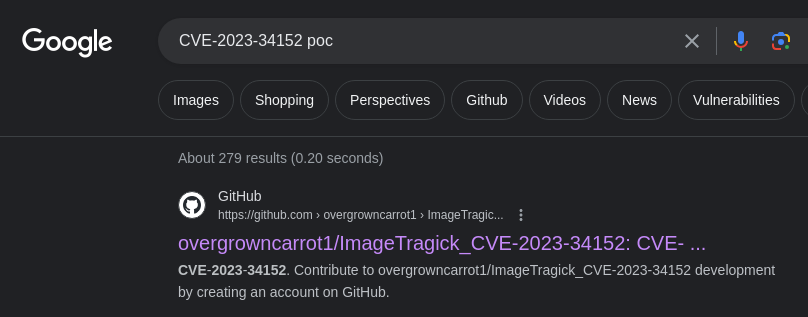 Google
CVE-2023-34152 poc
Images Shopping Perspectives Github Videos News Vulnerabilities
About 279 results (0.20 seconds)
GitHub
https://github.com › overgrowncarrot1 › ImageTragic...
overgrowncarrot1/ImageTragick_CVE-2023-34152: CVE- ...
CVE-2023-34152. Contribute to overgrowncarrot1/ImageTragick_CVE-2023-34152 development
by creating an account on GitHub.